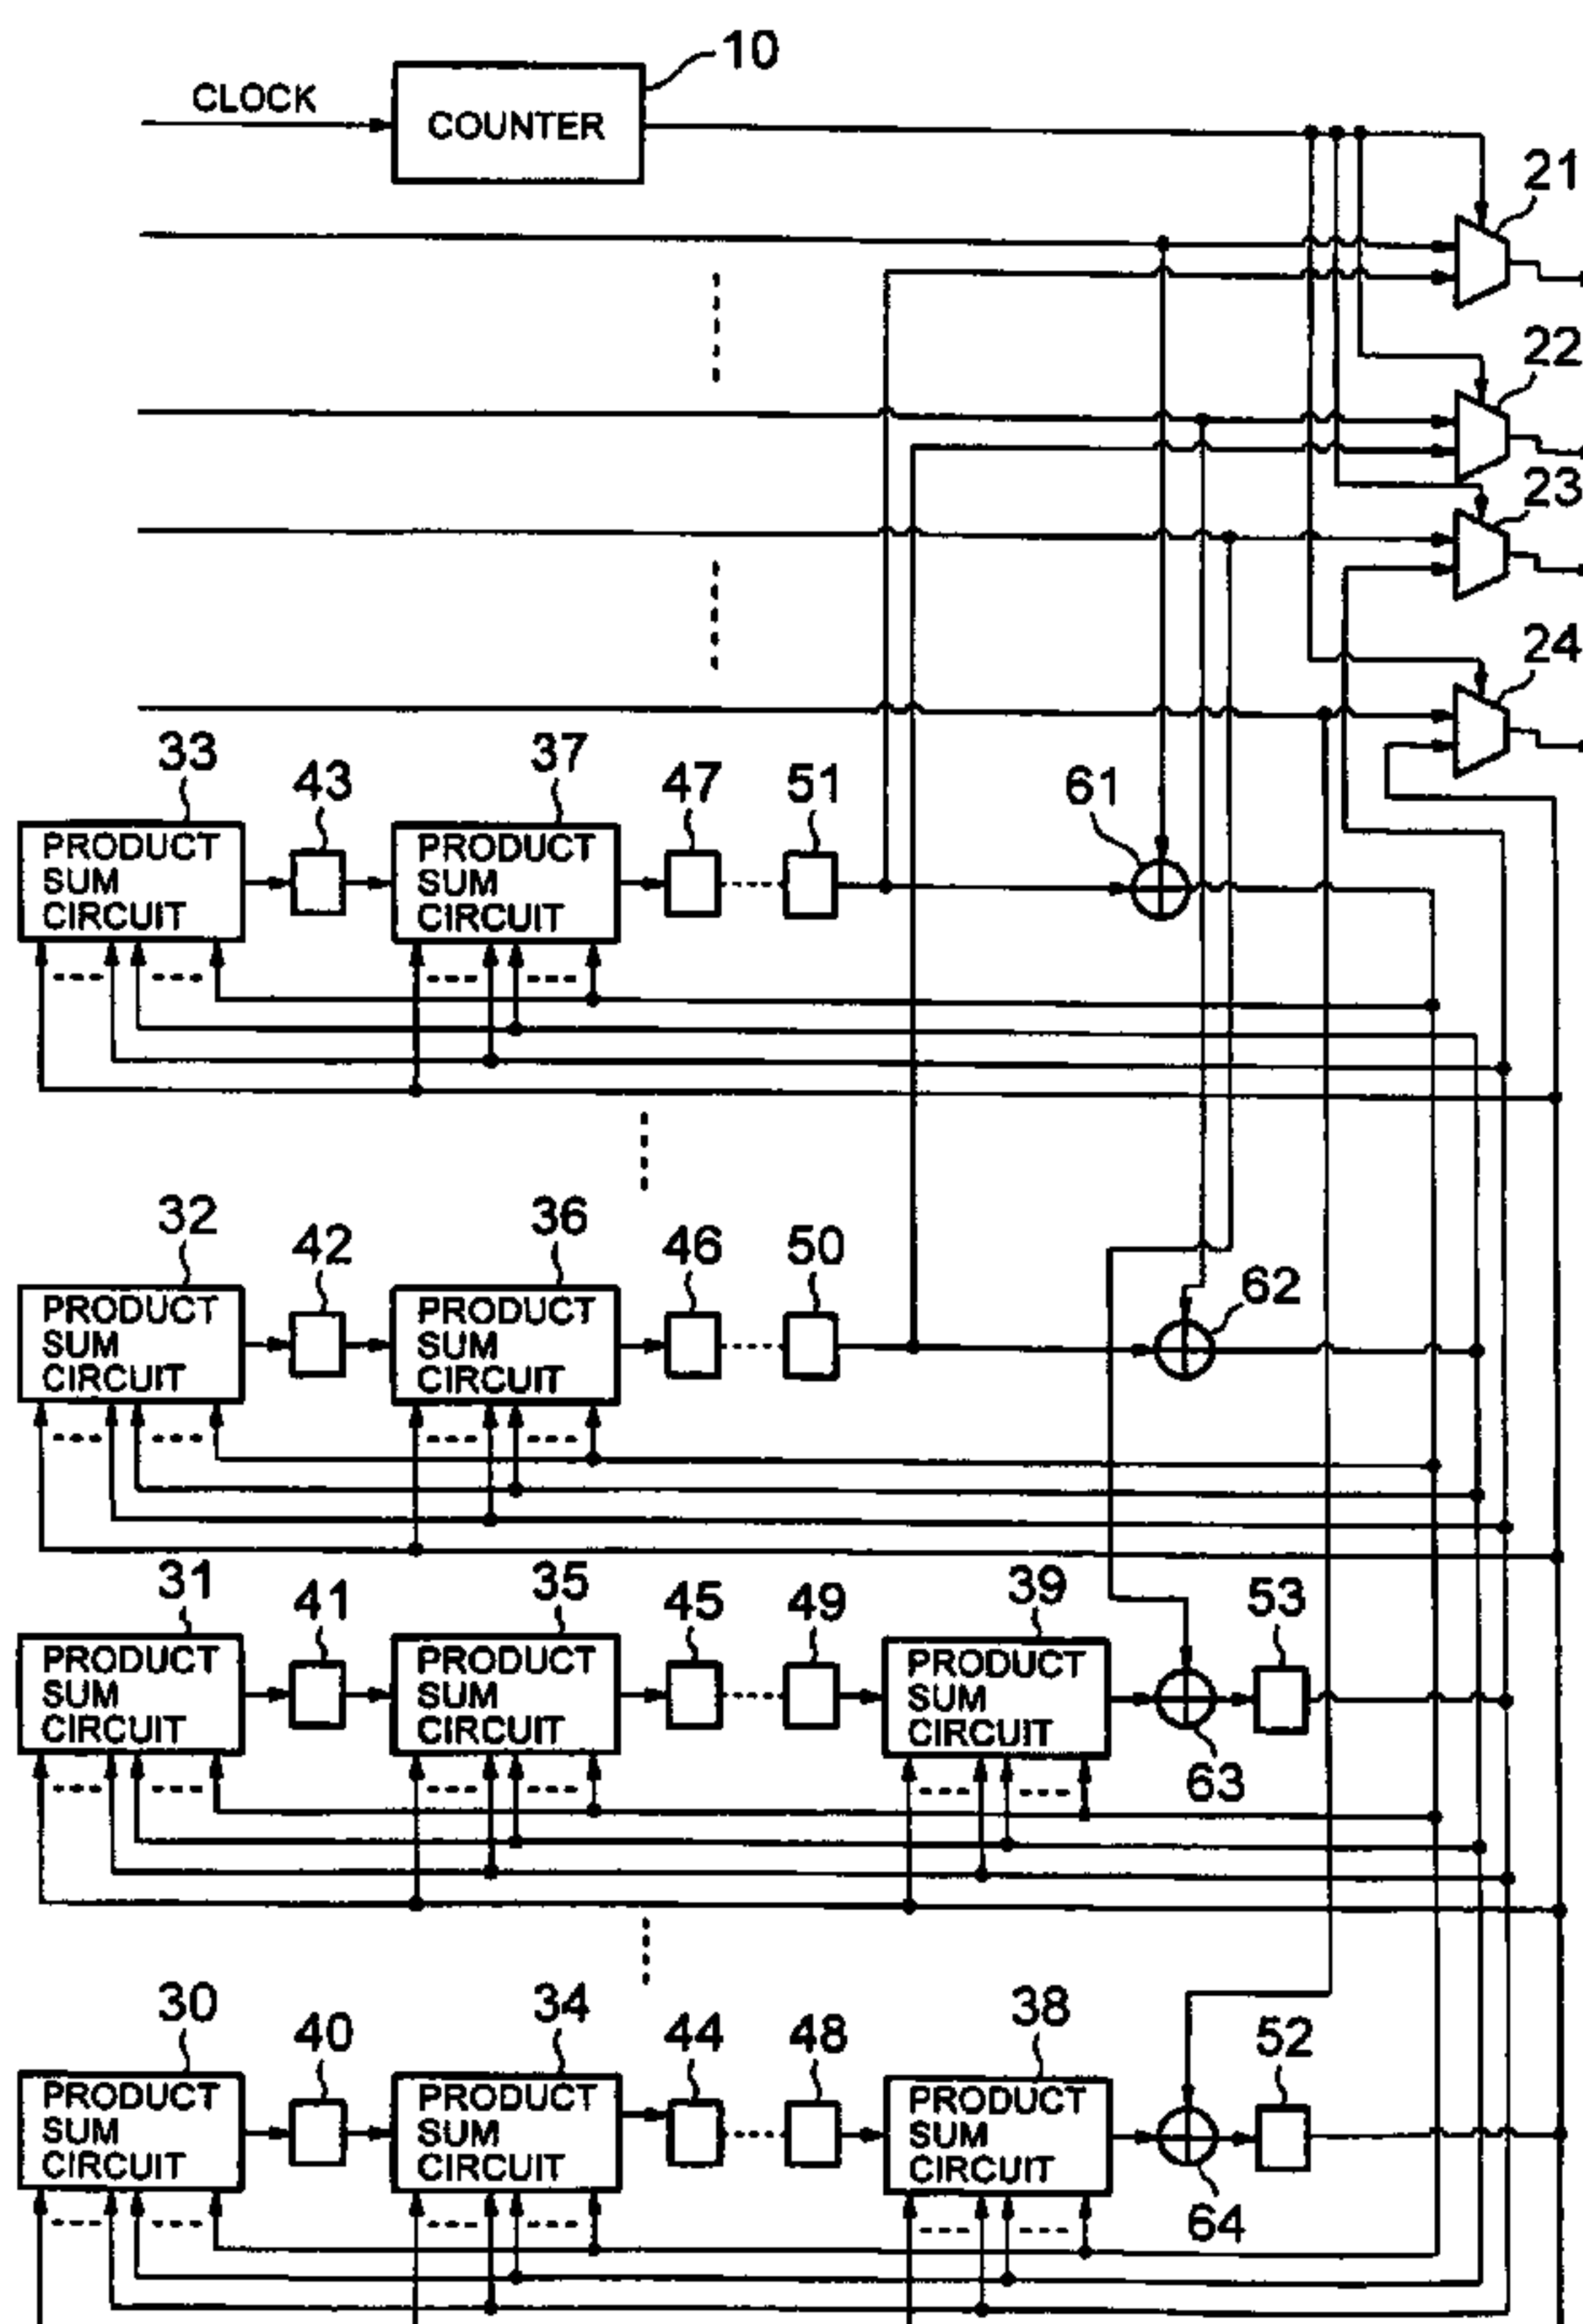 10
CLOCK
COUNTER
21
22
23
24
33
43
37
47
51
61
PRODUCT
SUM
CIRCUIT
PRODUCT
SUM
CIRCUIT
32
42
36
46
50
62
PRODUCT
SUM
CIRCUIT
PRODUCT
SUM
CIRCUIT
31
41
35
45
49
39
53
PRODUCT
SUM
CIRCUIT
PRODUCT
SUM
CIRCUIT
PRODUCT
SUM
CIRCUIT
63
30
40
34
44
48
38
52
PRODUCT
SUM
CIRCUIT
PRODUCT
SUM
CIRCUIT
PRODUCT
SUM
CIRCUIT
64